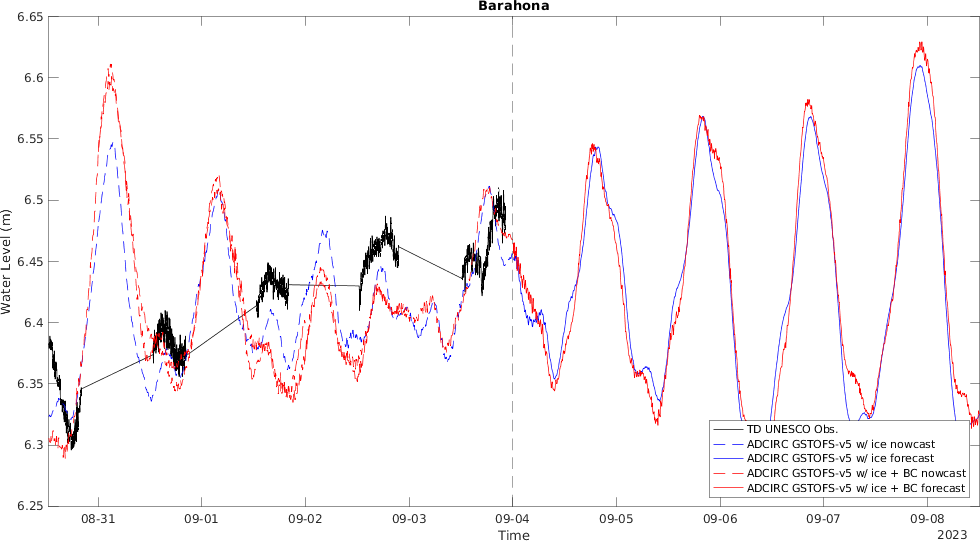 Barahona
6.65
6.6
6.55
6.5
6.45
6.4
6.35
6.3
6.25
Water Level (m)
08-31 09-01 09-02 09-03 09-04 09-05 09-06 09-07 09-08
Time
2023
TD UNESCO Obs.
ADCIRC GSTOFS-v5 w/ ice nowcast
ADCIRC GSTOFS-v5 w/ ice forecast
ADCIRC GSTOFS-v5 w/ ice + BC nowcast
ADCIRC GSTOFS-v5 w/ ice + BC forecast